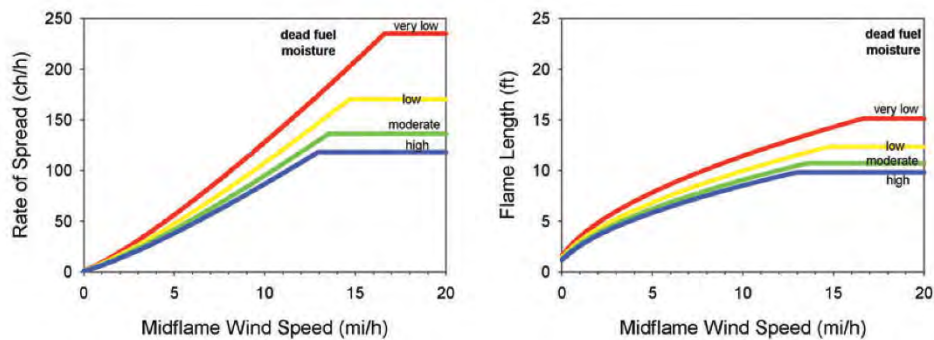 250
200
150
100
50
0
Rate of Spread (ch/h)
dead fuel
moisture
very low
low
moderate
high
0 5 10 15 20
Midflame Wind Speed (mi/h)
25
20
15
10
5
0
Flame Length (ft)
dead fuel
moisture
very low
low
moderate
high
0 5 10 15 20
Midflame Wind Speed (mi/h)